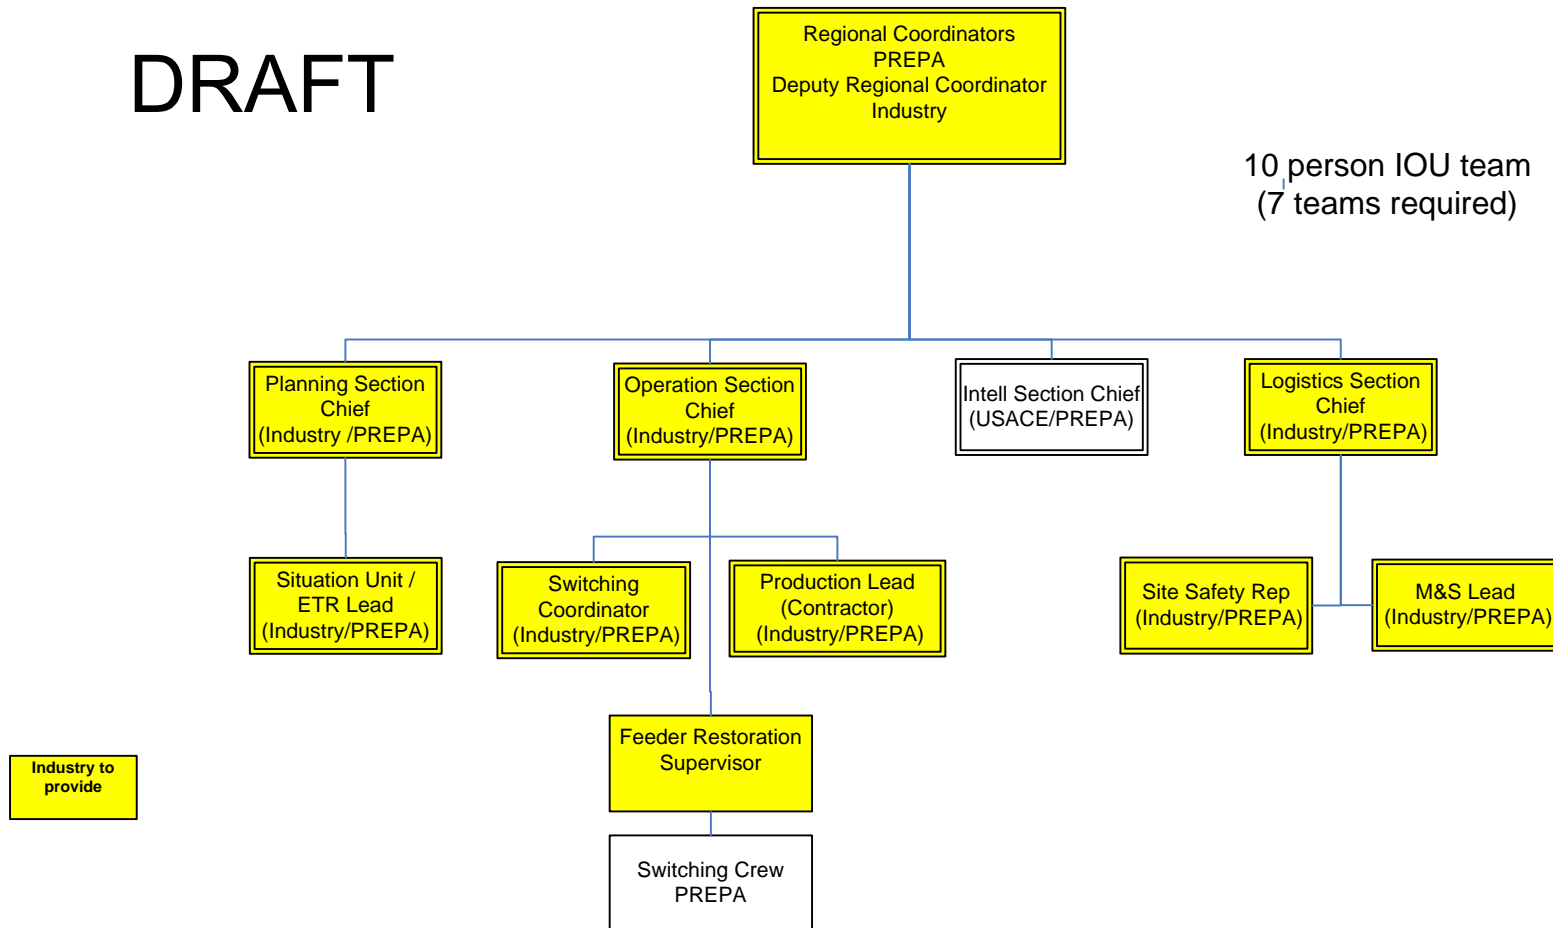 DRAFT
Regional Coordinators
PREPA
Deputy Regional Coordinator
Industry
10 person IOU team
(7 teams required)
Planning Section
Chief
(Industry /PREPA)
Operation Section
Chief
(Industry/PREPA)
Intell Section Chief
(USACE/PREPA)
Logistics Section
Chief
(Industry/PREPA)
Situation Unit /
ETR Lead
(Industry/PREPA)
Switching
Coordinator
(Industry/PREPA)
Production Lead
(Contractor)
(Industry/PREPA)
Site Safety Rep
(Industry/PREPA)
M&S Lead
(Industry/PREPA)
Feeder Restoration
Supervisor
Industry to
provide
Switching Crew
PREPA